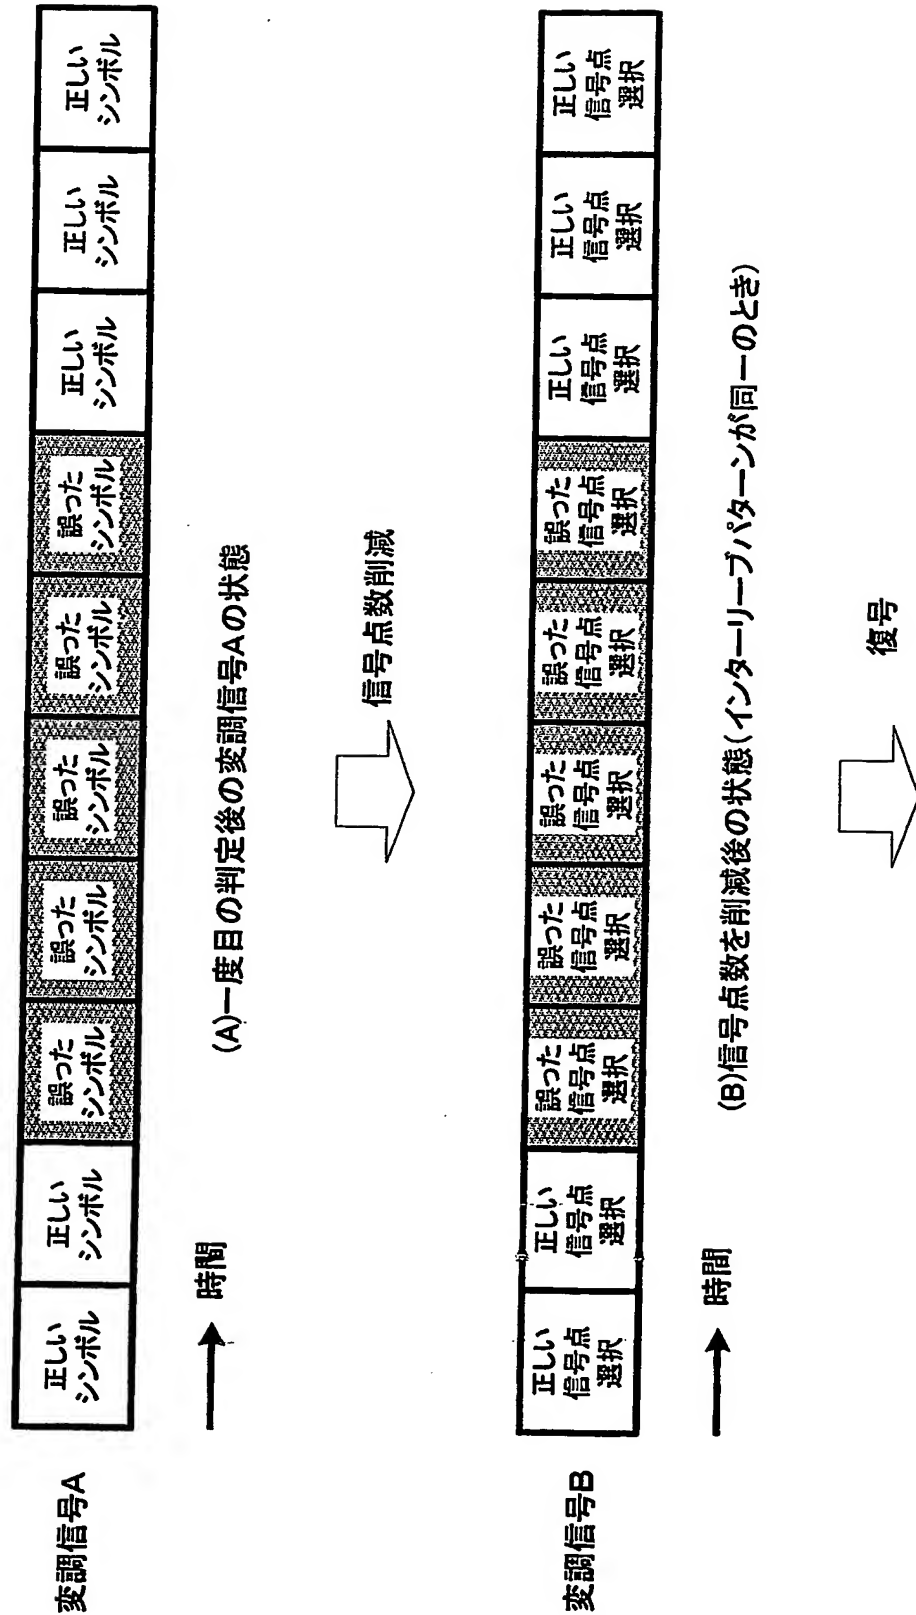 変調信号A
正しい
シンボル
正しい
シンボル
誤った
シンボル
誤った
シンボル
誤った
シンボル
誤った
シンボル
誤った
シンボル
正しい
シンボル
正しい
シンボル
正しい
シンボル
時間
(A)一度目の判定後の変調信号Aの状態
信号点数削減
変調信号B
正しい
信号点
選択
正しい
信号点
選択
誤った
信号点
選択
誤った
信号点
選択
誤った
信号点
選択
誤った
信号点
選択
誤った
信号点
選択
正しい
信号点
選択
正しい
信号点
選択
正しい
信号点
選択
時間
(B)信号点数を削減後の状態(インターリーブパターンが同一のとき)
復号